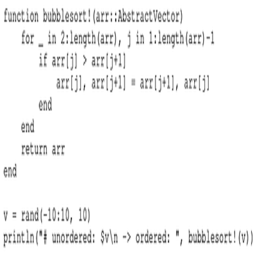 function bubblesort!(arr::AbstractVector)
    for _ in 2:length(arr), j in 1:length(arr)-1
        if arr[j] > arr[j+1]
            arr[j], arr[j+1] = arr[j+1], arr[j]
        end
    end
    return arr
end
v = rand(-10:10, 10)
println("# unordered: $v\n -> ordered: ", bubblesort!(v))